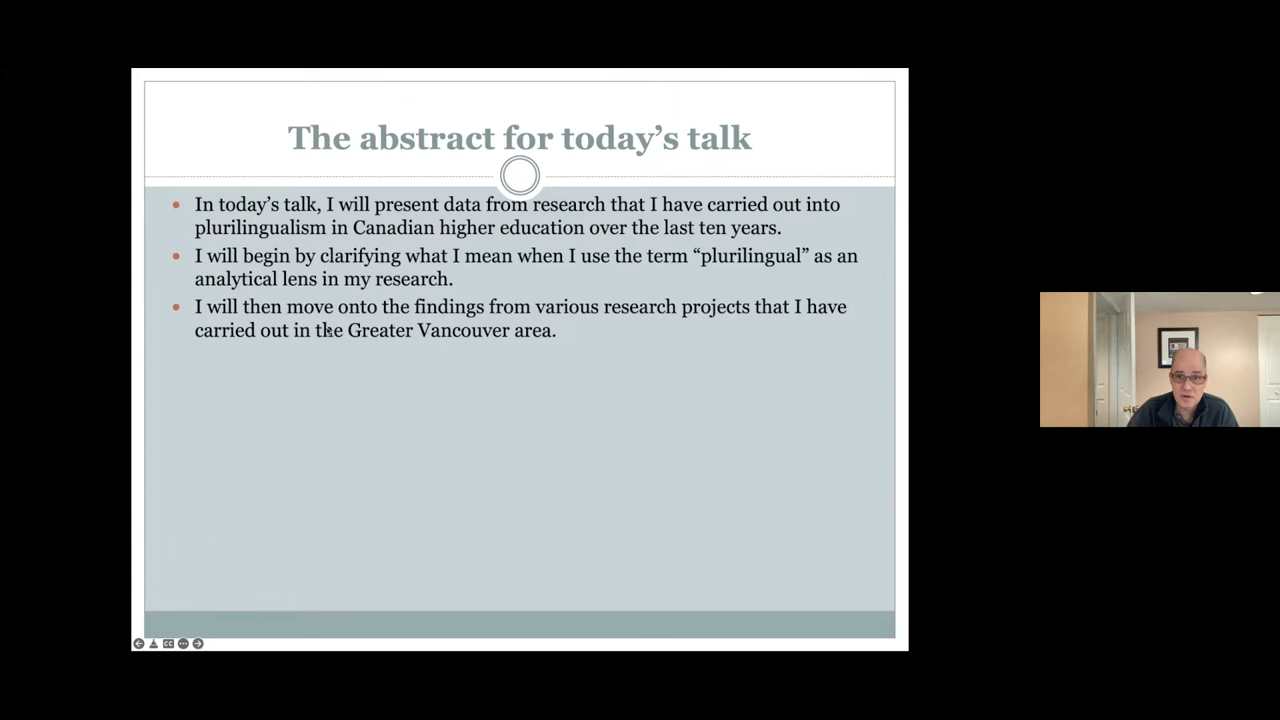 The abstract for today’s talk
• In today’s talk, I will present data from research that I have carried out into
plurilingualism in Canadian higher education over the last ten years.
• I will begin by clarifying what I mean when I use the term “plurilingual” as an
analytical lens in my research.
• I will then move onto the findings from various research projects that I have
carried out in the Greater Vancouver area.